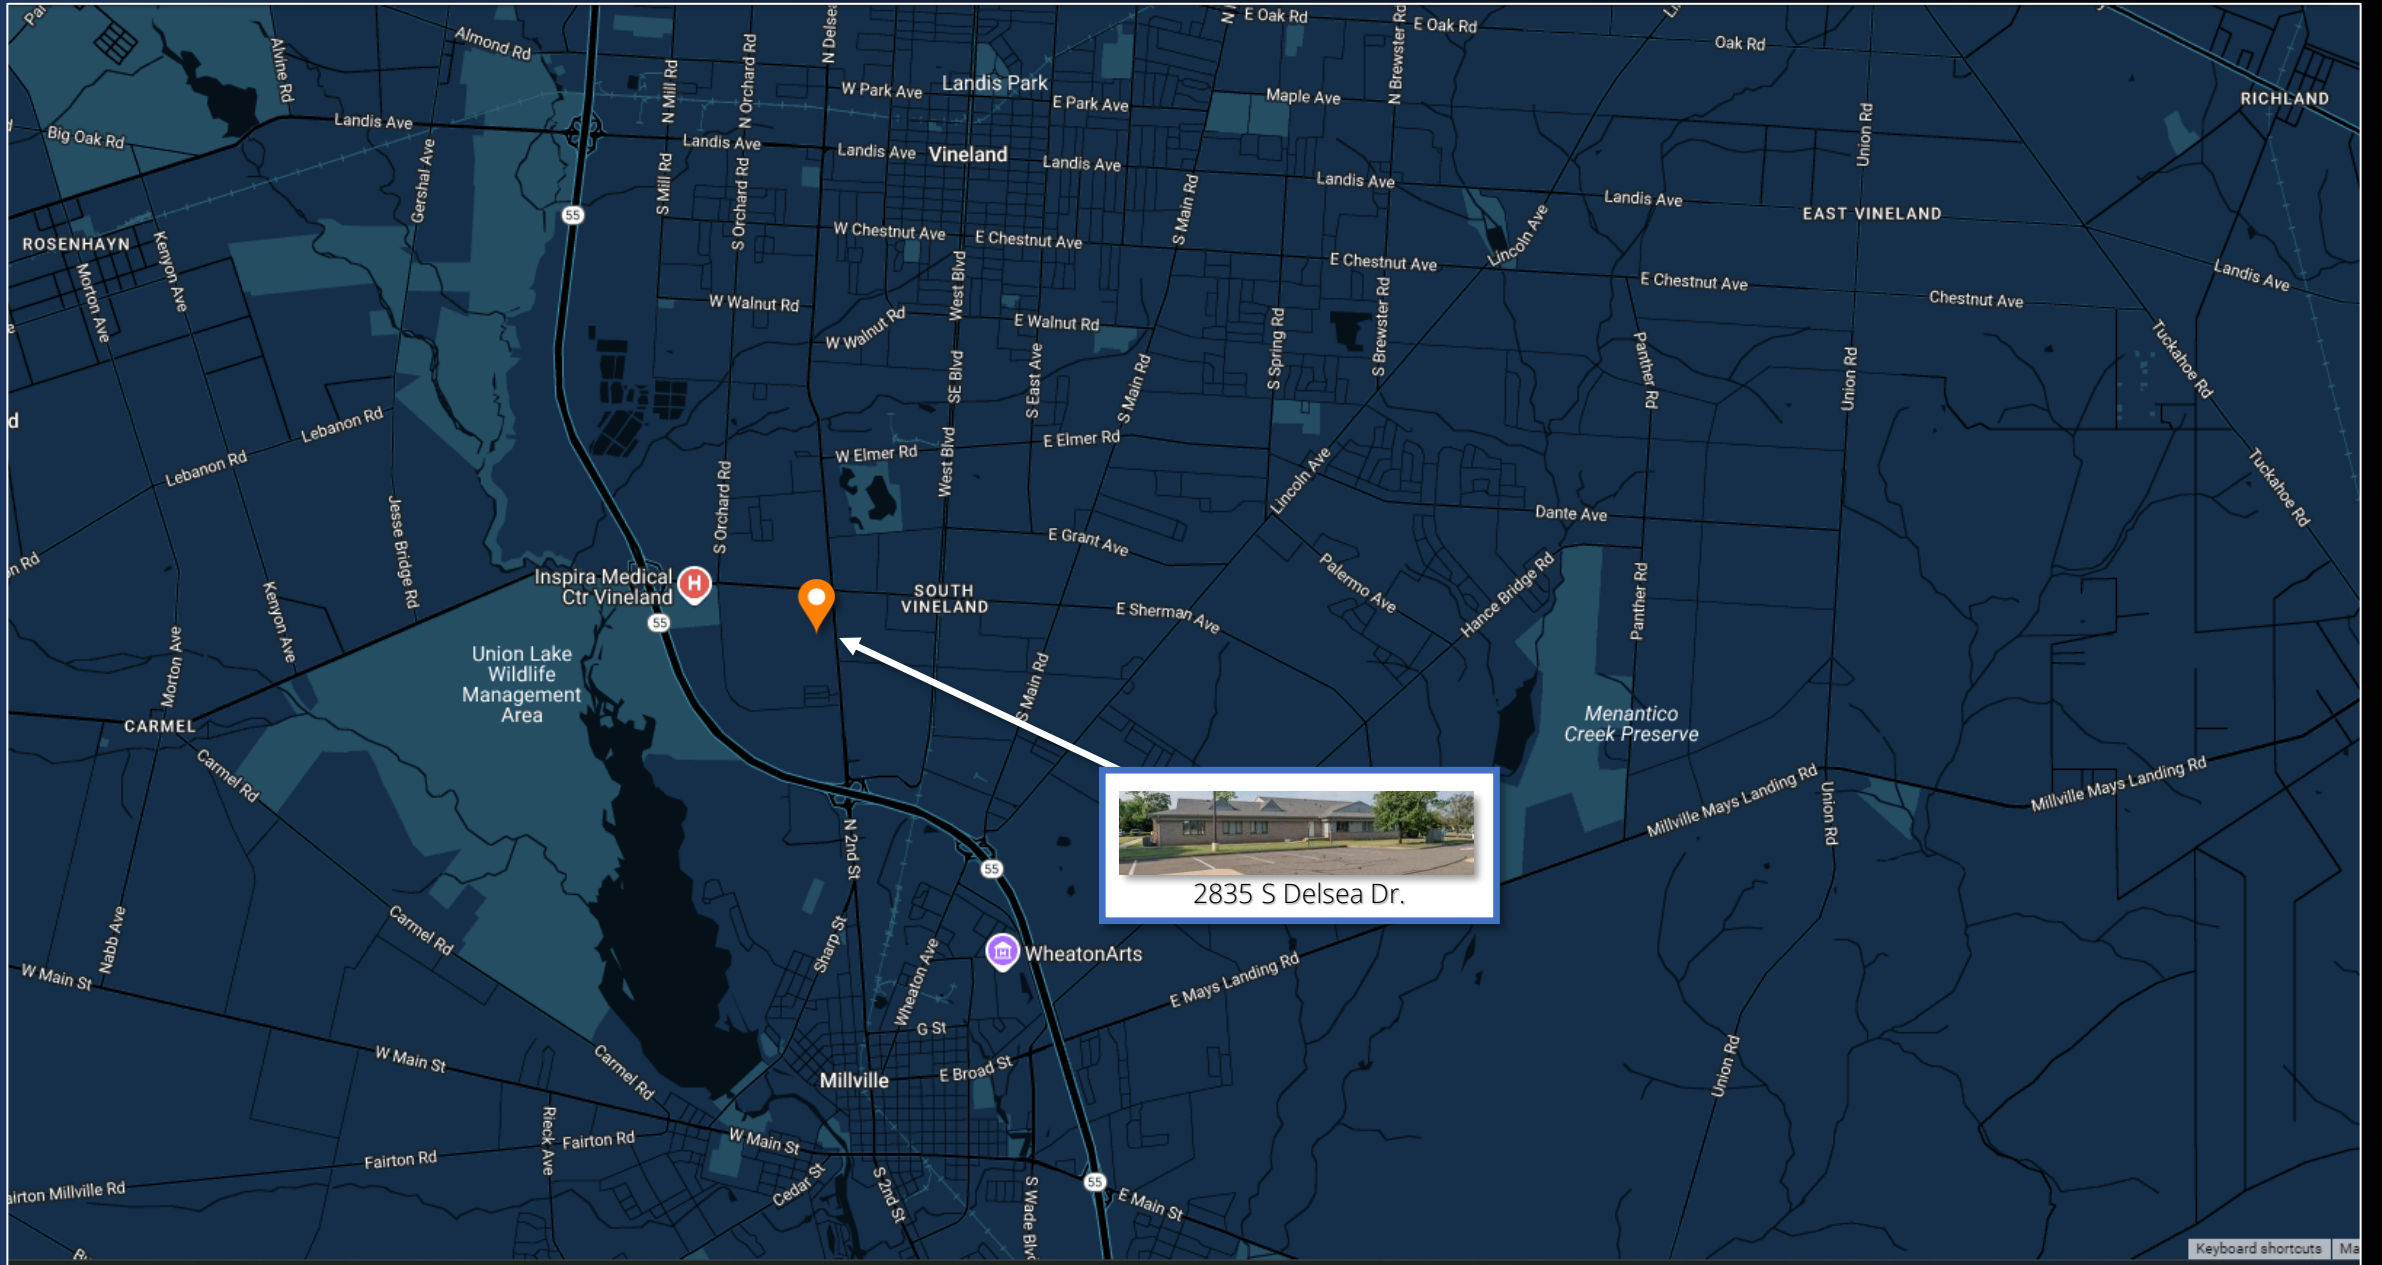 Almond Rd
Alvine Rd
N Mill Rd
N Orchard Rd
E Oak Rd
N Brewster Rd
E Oak Rd
Oak Rd
Landis Park
W Park Ave
E Park Ave
Maple Ave
RICHLAND
Big Oak Rd
Landis Ave
Landis Ave
Landis Ave
Vineland
Landis Ave
Landis Ave
Landis Ave
Union Rd
EAST VINELAND
Landis Ave
Gershal Ave
S Mill Rd
S Orchard Rd
S Main Rd
55
ROSENHAYN
Kenyon Ave
Morton Ave
W Chestnut Ave
E Chestnut Ave
E Chestnut Ave
Lincoln Ave
E Chestnut Ave
Chestnut Ave
W Walnut Rd
W Walnut Rd
West Blvd
E Walnut Rd
S Spring Rd
S Brewster Rd
Panther Rd
Union Rd
Tuckahoe Rd
SE Blvd
S East Ave
S Main Rd
Lebanon Rd
Lebanon Rd
W Elmer Rd
E Elmer Rd
West Blvd
Lincoln Ave
Tuckahoe Rd
S Orchard Rd
Jesse Bridge Rd
Dante Ave
E Grant Ave
Palermo Ave
Hance Bridge Rd
Panther Rd
Kenyon Ave
Inspira Medical
Ctr Vineland
H
55
SOUTH
VINELAND
E Sherman Ave
Union Lake
Wildlife
Management
Area
Morton Ave
S Main Rd
CARMEL
Menantico
Creek Preserve
Carmel Rd
Millville Mays Landing Rd
Millville Mays Landing Rd
Union Rd
N 2nd St
55
2835 S Delsea Dr.
Nabb Ave
Carmel Rd
Sharp St
Wheaton Ave
WheatonArts
W Main St
E Mays Landing Rd
G St
W Main St
Carmel Rd
Millville
E Broad St
Union Rd
Rieck Ave
Fairton Rd
Fairton Rd
W Main St
Cedar St
S 2nd St
55
E Main St
Keyboard shortcuts